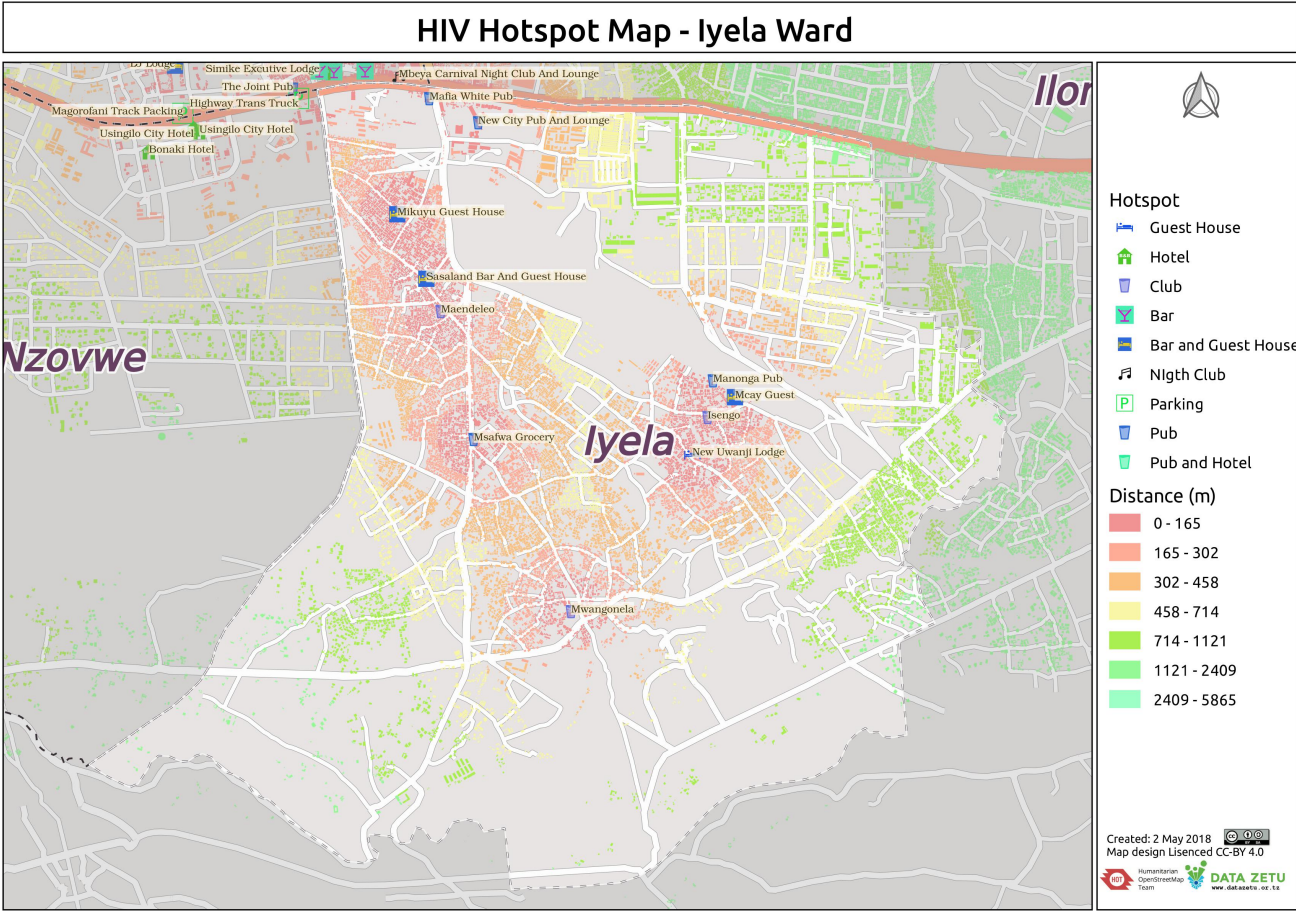 HIV Hotspot Map - Iyela Ward
Ilor
Simike Excutive Lodge
Mbeya Carnival Night Club And Lounge
The Joint Pub
Mafia White Pub
Highway Trans Truck
Magorofani Track Packing
New City Pub And Lounge
Usingilo City Hotel
Usingilo City Hotel
Bonaki Hotel
Mikuyu Guest House
Sasaland Bar And Guest House
Maendeleo
Nzovwe
Manonga Pub
Mcay Guest
Isengo
Msafwa Grocery
Iyela
New Uwanji Lodge
Mwangonela
Hotspot
Guest House
Hotel
Club
Bar
Bar and Guest House
NIgth Club
P Parking
Pub
Pub and Hotel
Distance (m)
0 - 165
165 - 302
302 - 458
458 - 714
714 - 1121
1121 - 2409
2409 - 5865
Created: 2 May 2018
Map design Lisenced CC-BY 4.0
HOT
Humanitarian
OpenStreetMap
Team
DATA ZETU
www.datazetu.or.tz